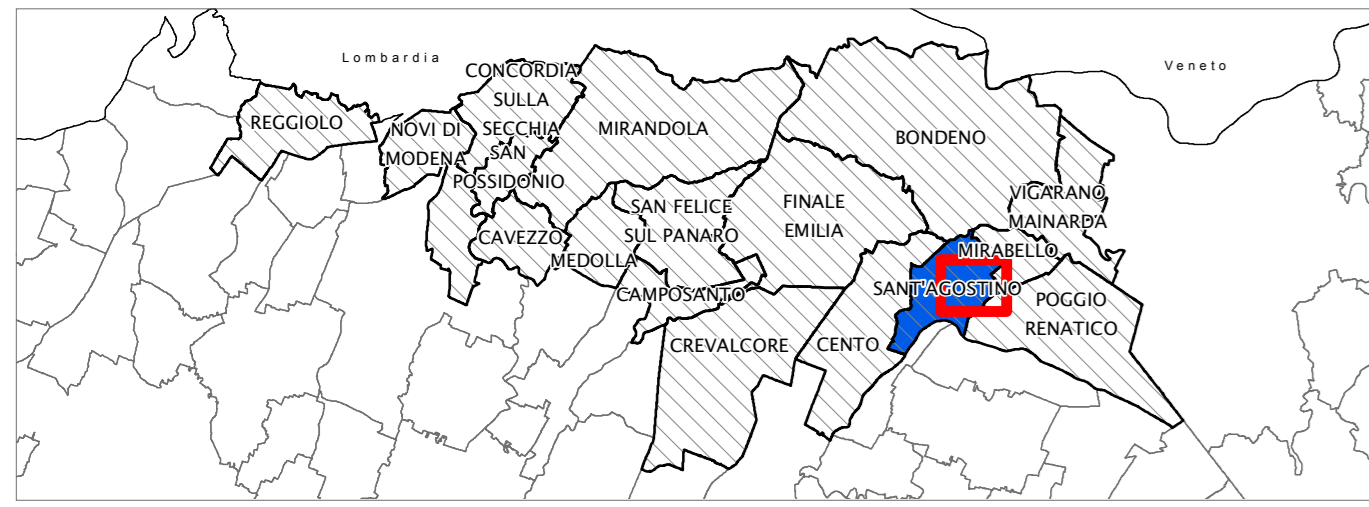 Lombardia
Veneto
CONCORDIA
SULLA
SECCHIA
REGGIOLO
NOVI DI
MODENA
SAN
POSSIDONIO
MIRANDOLA
BONDENO
VIGARANO
MAINARDA
SAN FELICE
SUL PANARO
FINALE
EMILIA
CAVEZZO
MEDOLLA
MIRABELLO
CAMPOSANTO
SANT'AGOSTINO
POGGIO
RENATICO
CREVALCORE
CENTO